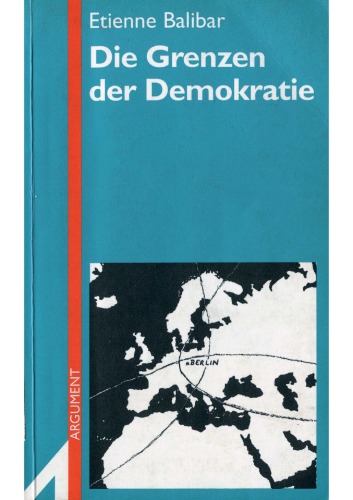 Etienne Balibar
Die Grenzen
der Demokratie
BERLIN
ARGUMENT